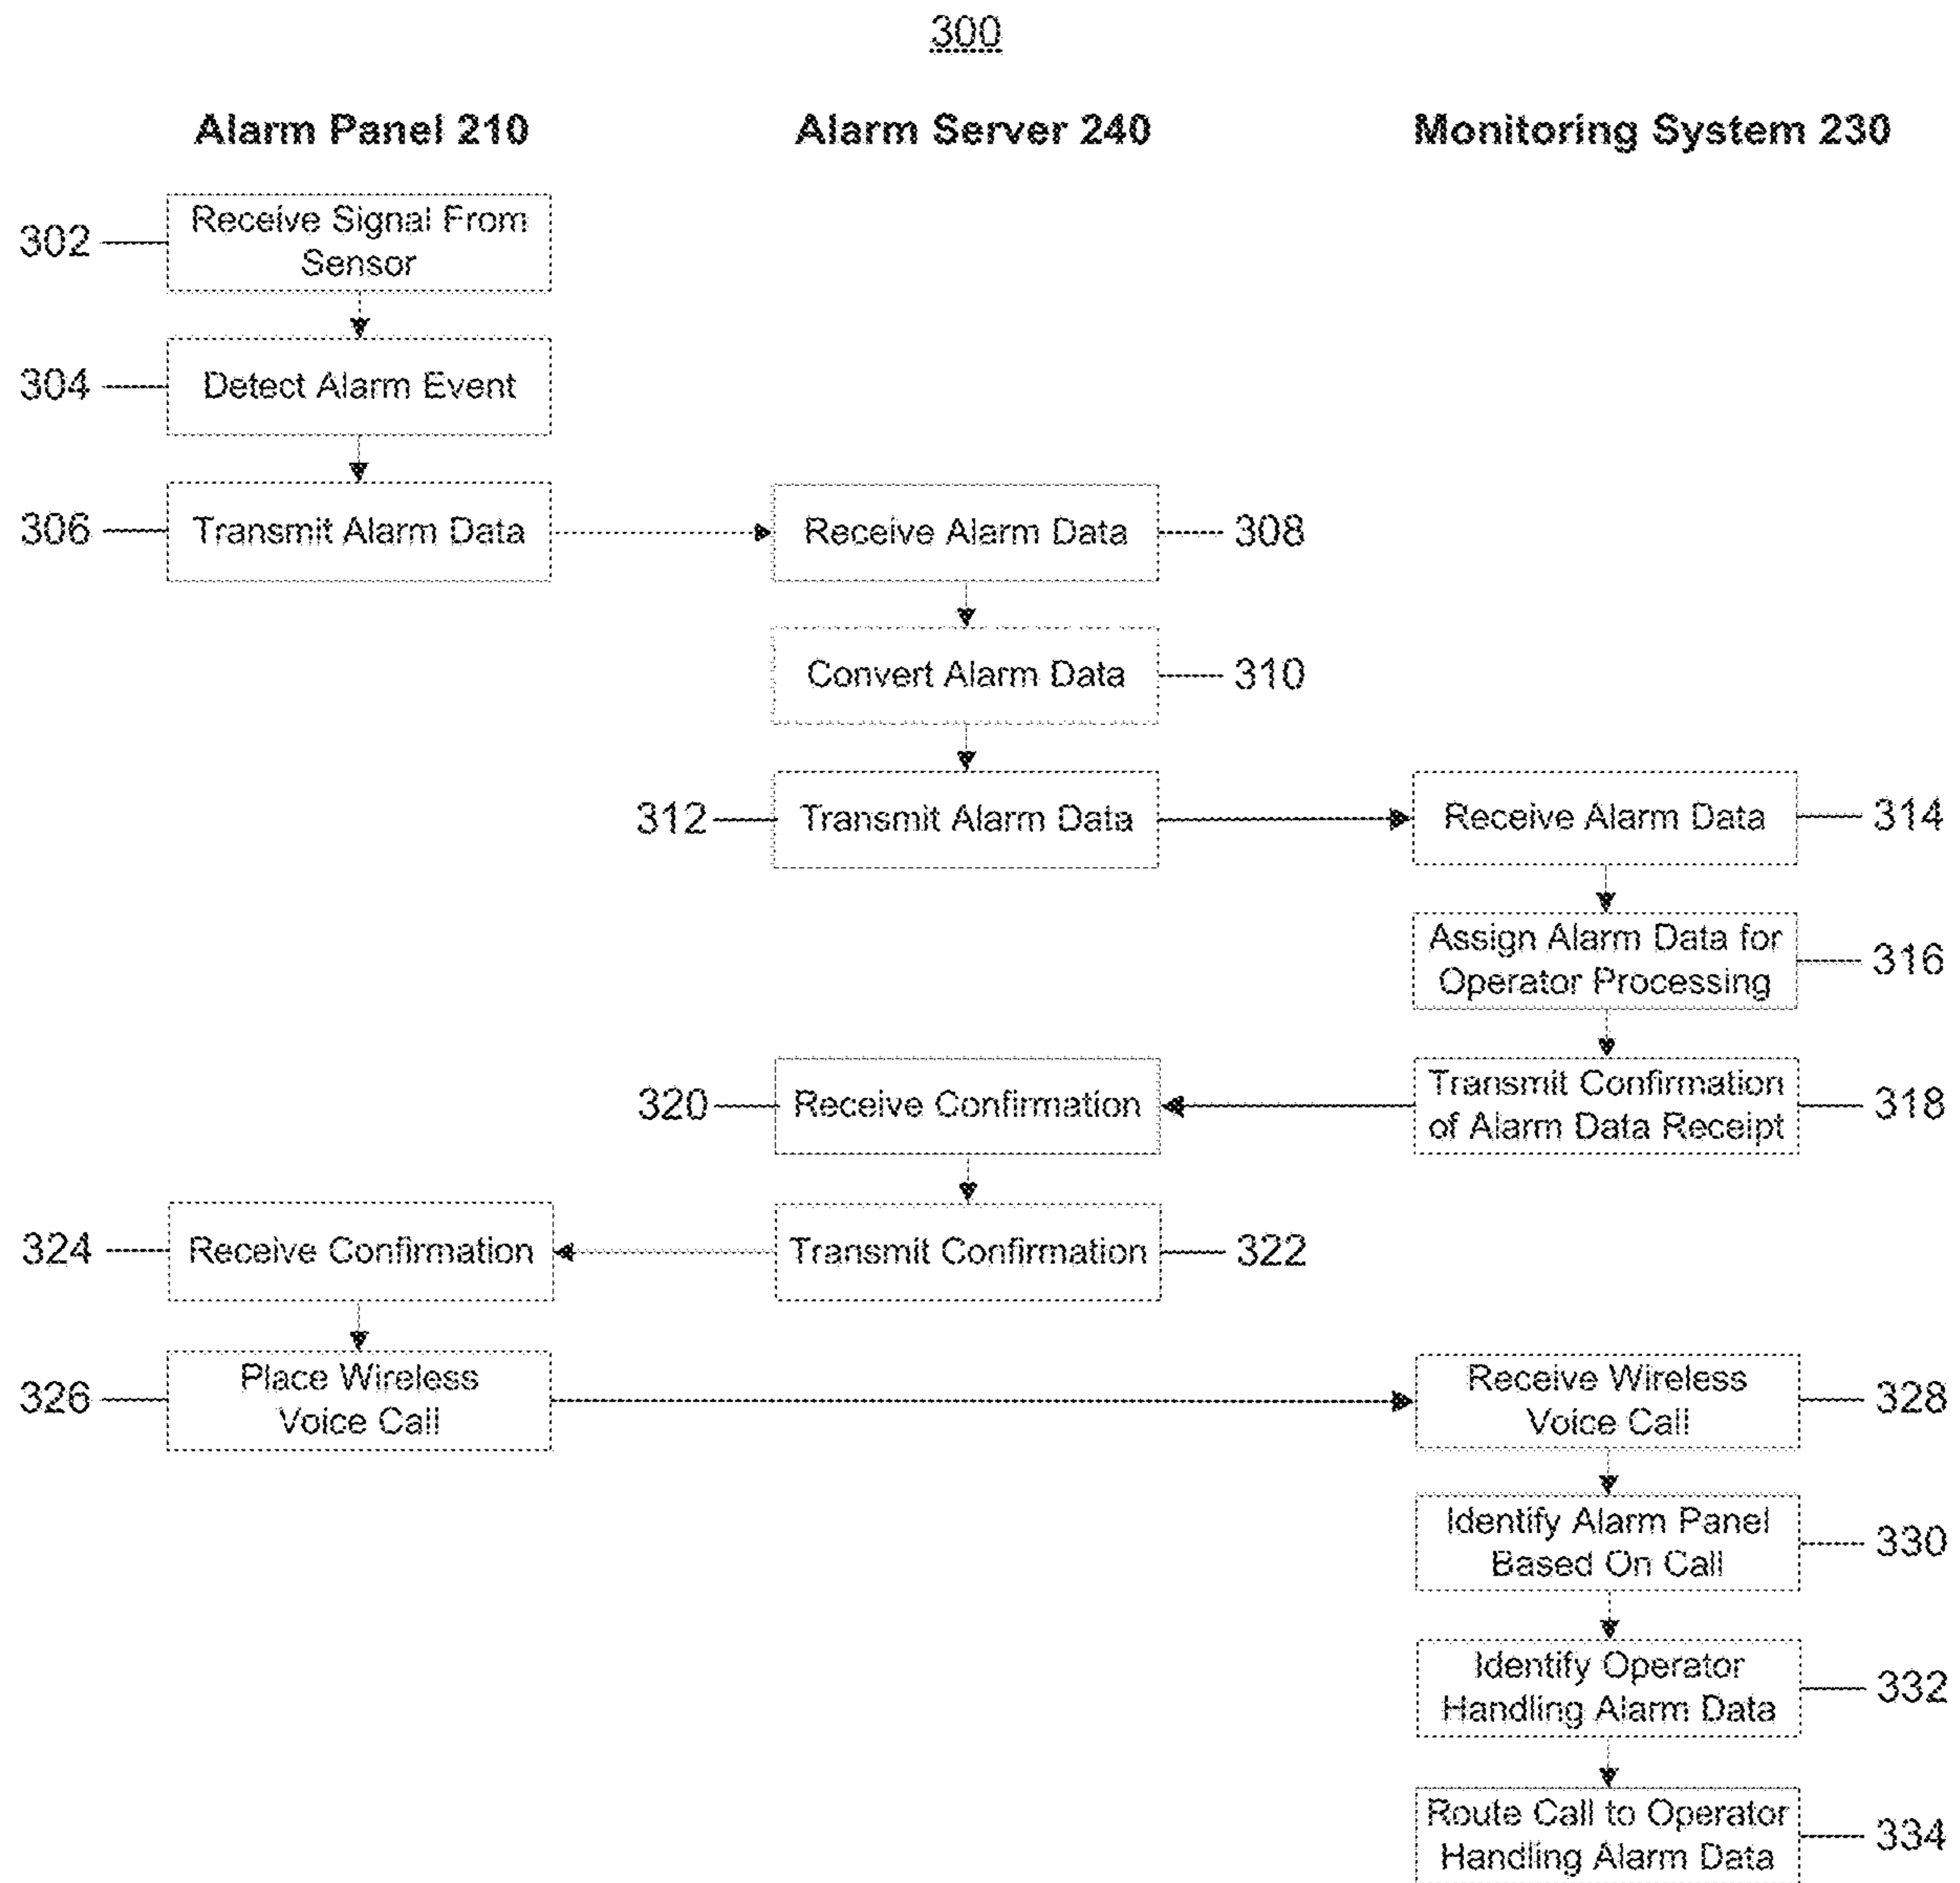 300
Alarm Panel 210
Alarm Server 240
Monitoring System 230
302
Receive Signal From
Sensor
304
Detect Alarm Event
306
Transmit Alarm Data
Receive Alarm Data
308
Convert Alarm Data
310
312
Transmit Alarm Data
Receive Alarm Data
314
Assign Alarm Data for
Operator Processing
316
320
Receive Confirmation
Transmit Confirmation
of Alarm Data Receipt
318
324
Receive Confirmation
Transmit Confirmation
322
326
Place Wireless
Voice Call
Receive Wireless
Voice Call
328
Identify Alarm Panel
Based On Call
330
Identify Operator
Handling Alarm Data
332
Route Call to Operator
Handling Alarm Data
334